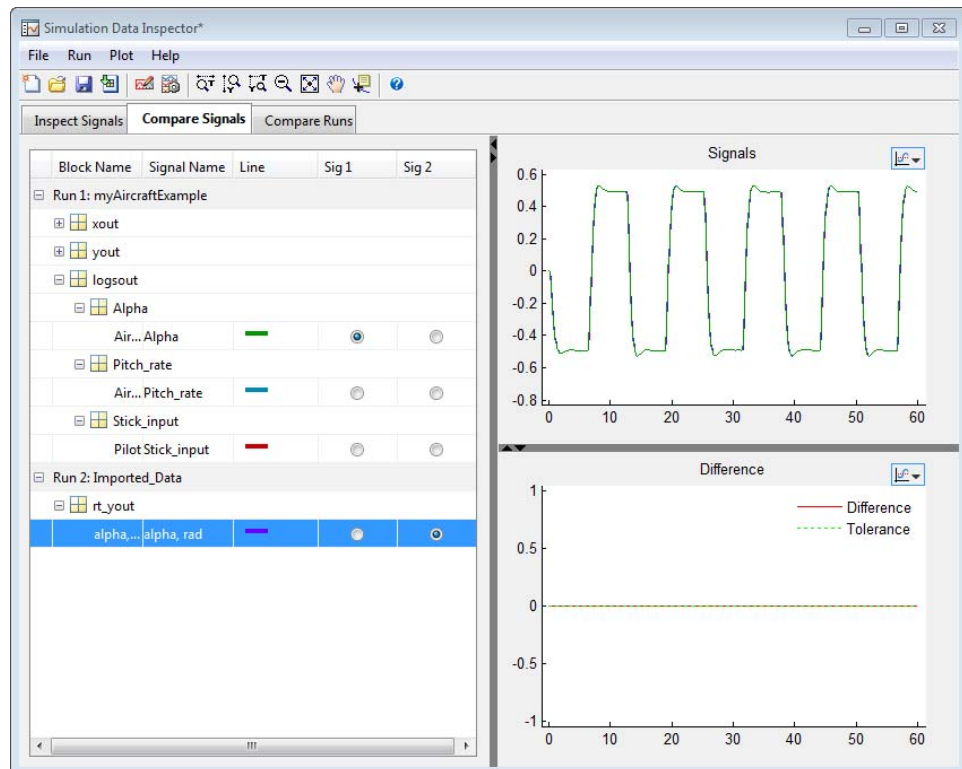 Simulation Data Inspector*
File Run Plot Help
Inspect Signals Compare Signals Compare Runs
Block Name Signal Name Line Sig 1 Sig 2
Run 1: myAircraftExample
xout
yout
logsout
Alpha
Air... Alpha
Pitch_rate
Air... Pitch_rate
Stick_input
Pilot Stick_input
Run 2: Imported_Data
rt_yout
alpha,... alpha, rad
Signals
0.6
0.4
0.2
0
-0.2
-0.4
-0.6
-0.8
0 10 20 30 40 50 60
Difference
1
0.5
0
-0.5
-1
Difference
Tolerance
0 10 20 30 40 50 60